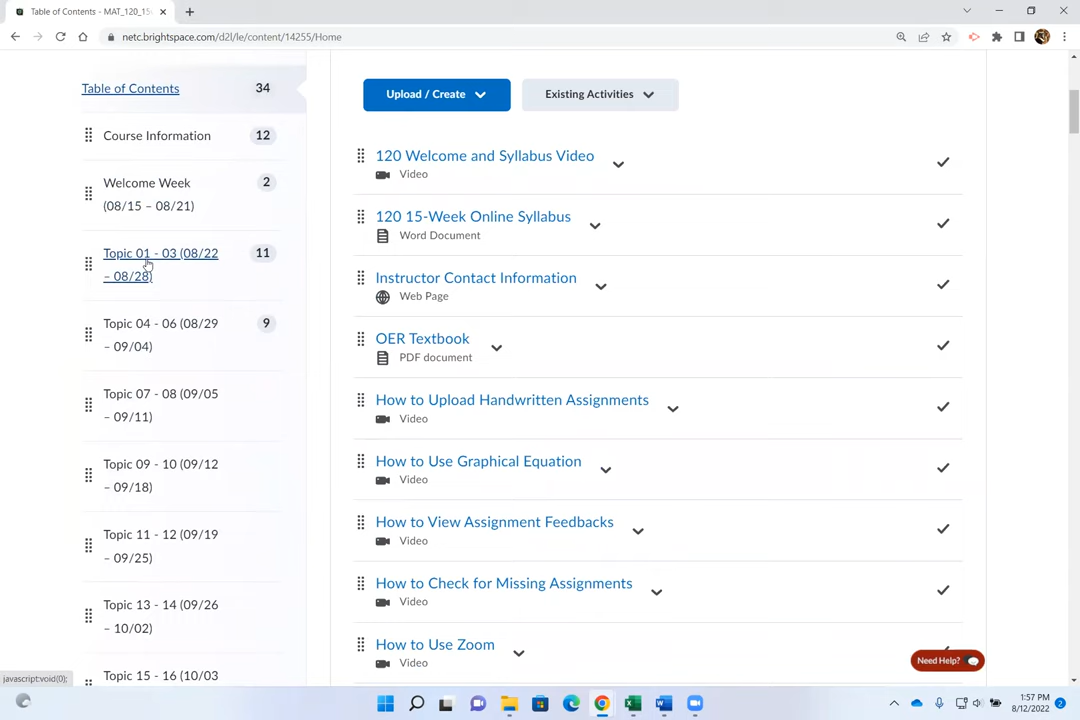 Table of Contents - MAT_120_15
netc.brightspace.com/d2l/le/content/14255/Home
Table of Contents
34
Course Information
12
Welcome Week
(08/15 – 08/21)
2
Topic 01 - 03 (08/22
– 08/28)
11
Topic 04 - 06 (08/29
– 09/04)
9
Topic 07 - 08 (09/05
– 09/11)
Topic 09 - 10 (09/12
– 09/18)
Topic 11 - 12 (09/19
– 09/25)
Topic 13 - 14 (09/26
– 10/02)
Topic 15 - 16 (10/03
Upload / Create
Existing Activities
120 Welcome and Syllabus Video
Video
120 15-Week Online Syllabus
Word Document
Instructor Contact Information
Web Page
OER Textbook
PDF document
How to Upload Handwritten Assignments
Video
How to Use Graphical Equation
Video
How to View Assignment Feedbacks
Video
How to Check for Missing Assignments
Video
How to Use Zoom
Video
Need Help?
javascript:void(0);
1:57 PM
8/12/2022
2